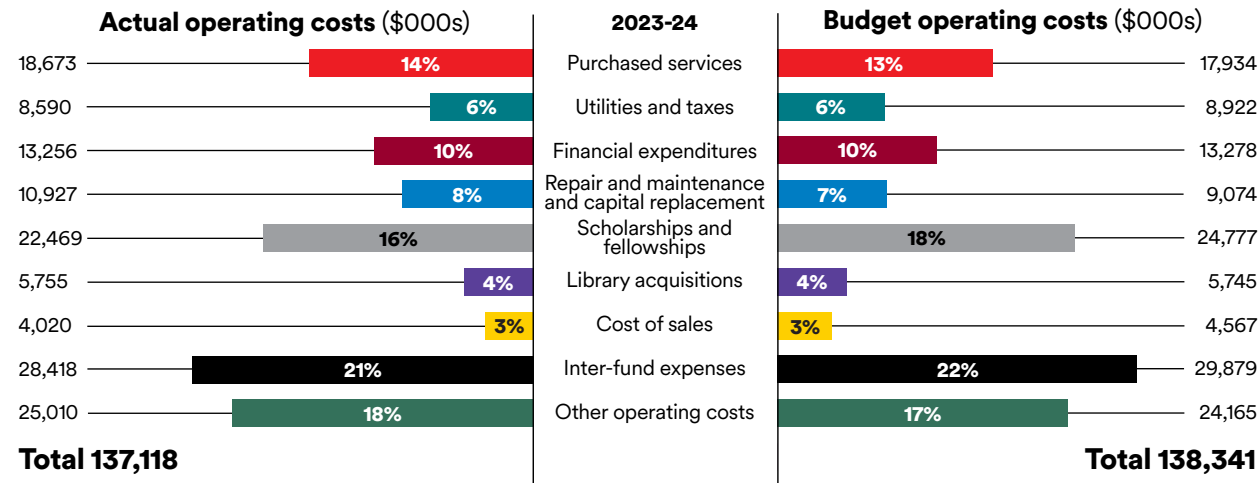 Actual operating costs ($000s) 2023-24 Budget operating costs ($000s)
18,673 14% Purchased services 13% 17,934
8,590 6% Utilities and taxes 6% 8,922
13,256 10% Financial expenditures 10% 13,278
10,927 8% Repair and maintenance
and capital replacement 7% 9,074
22,469 16% Scholarships and
fellowships 18% 24,777
5,755 4% Library acquisitions 4% 5,745
4,020 3% Cost of sales 3% 4,567
28,418 21% Inter-fund expenses 22% 29,879
25,010 18% Other operating costs 17% 24,165
Total 137,118 Total 138,341